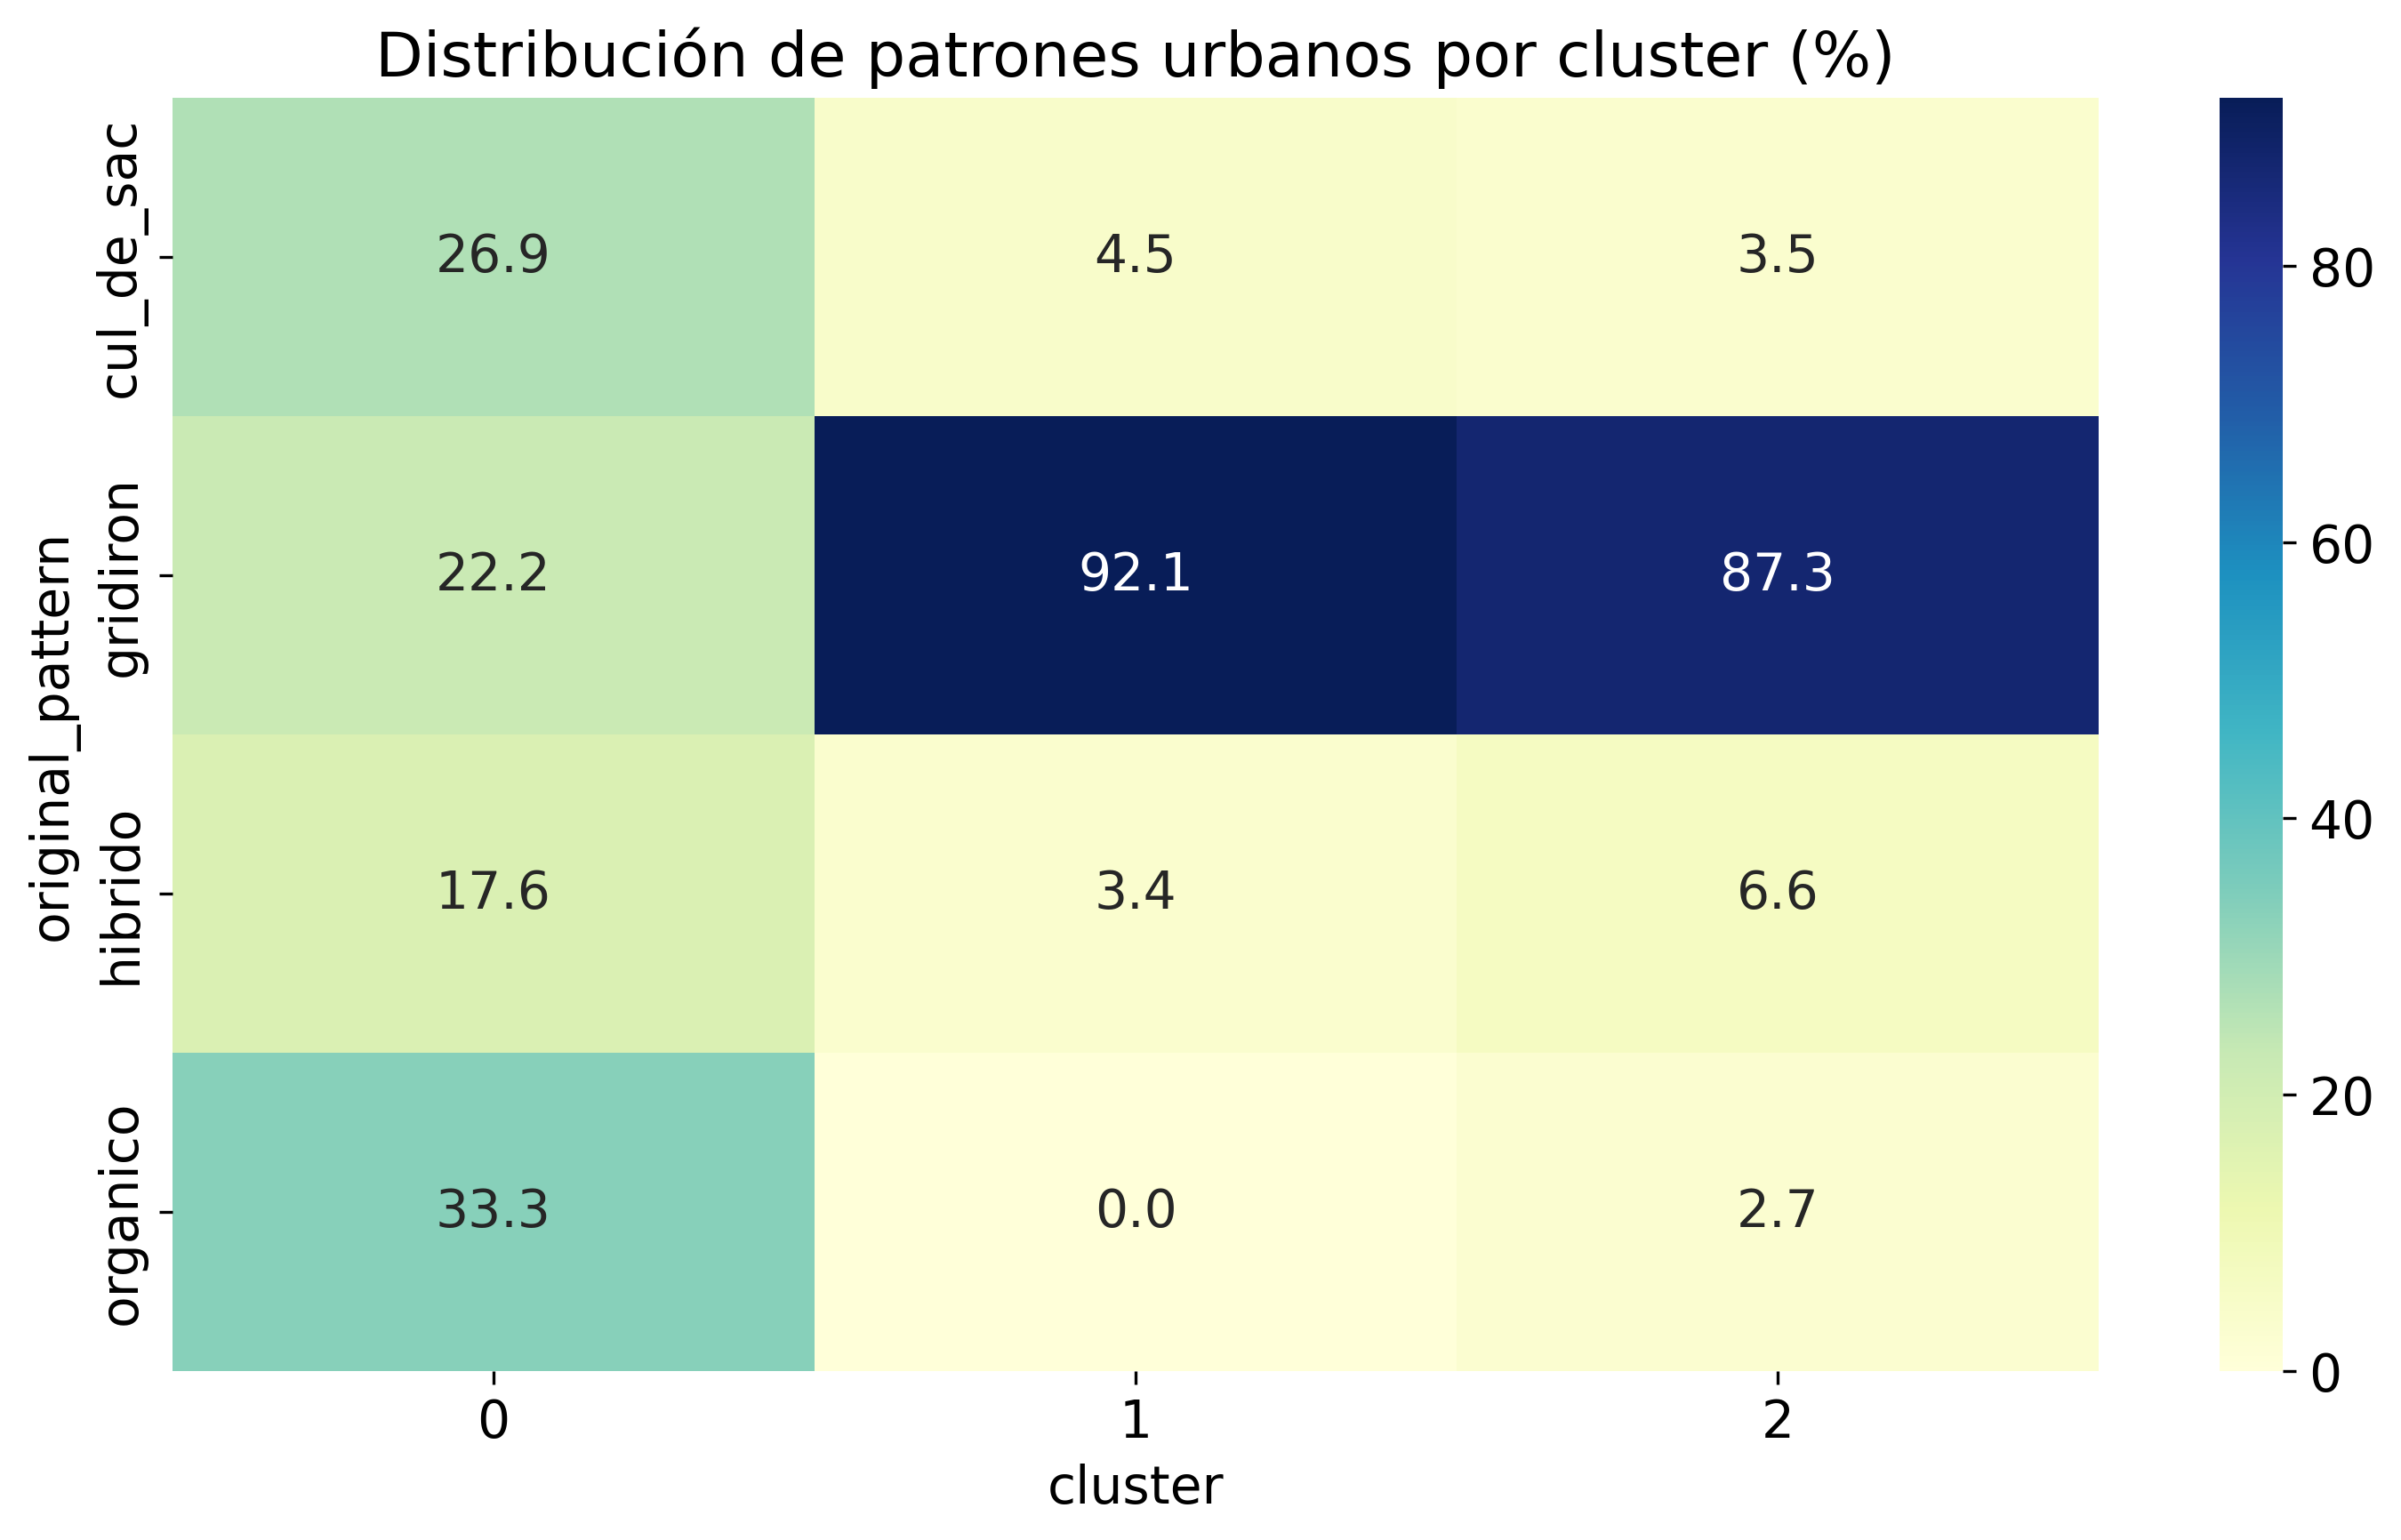 Distribución de patrones urbanos por cluster (%)
original_pattern
cul_de_sac
26.9 4.5 3.5
gridiron
22.2 92.1 87.3
hibrido
17.6 3.4 6.6
organico
33.3 0.0 2.7
0 1 2
cluster
80
60
40
20
0